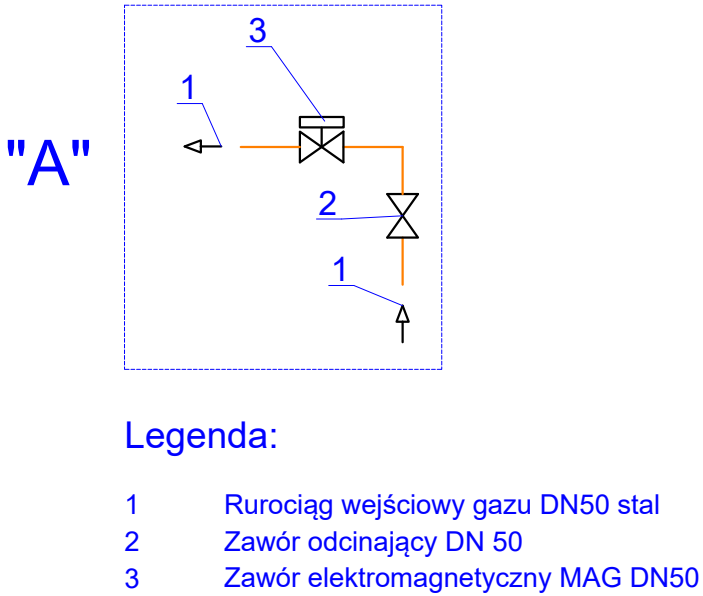 3
1
"A"
2
1
Legenda:
1 Rurociąg wejściowy gazu DN50 stal
2 Zawór odcinający DN 50
3 Zawór elektromagnetyczny MAG DN50